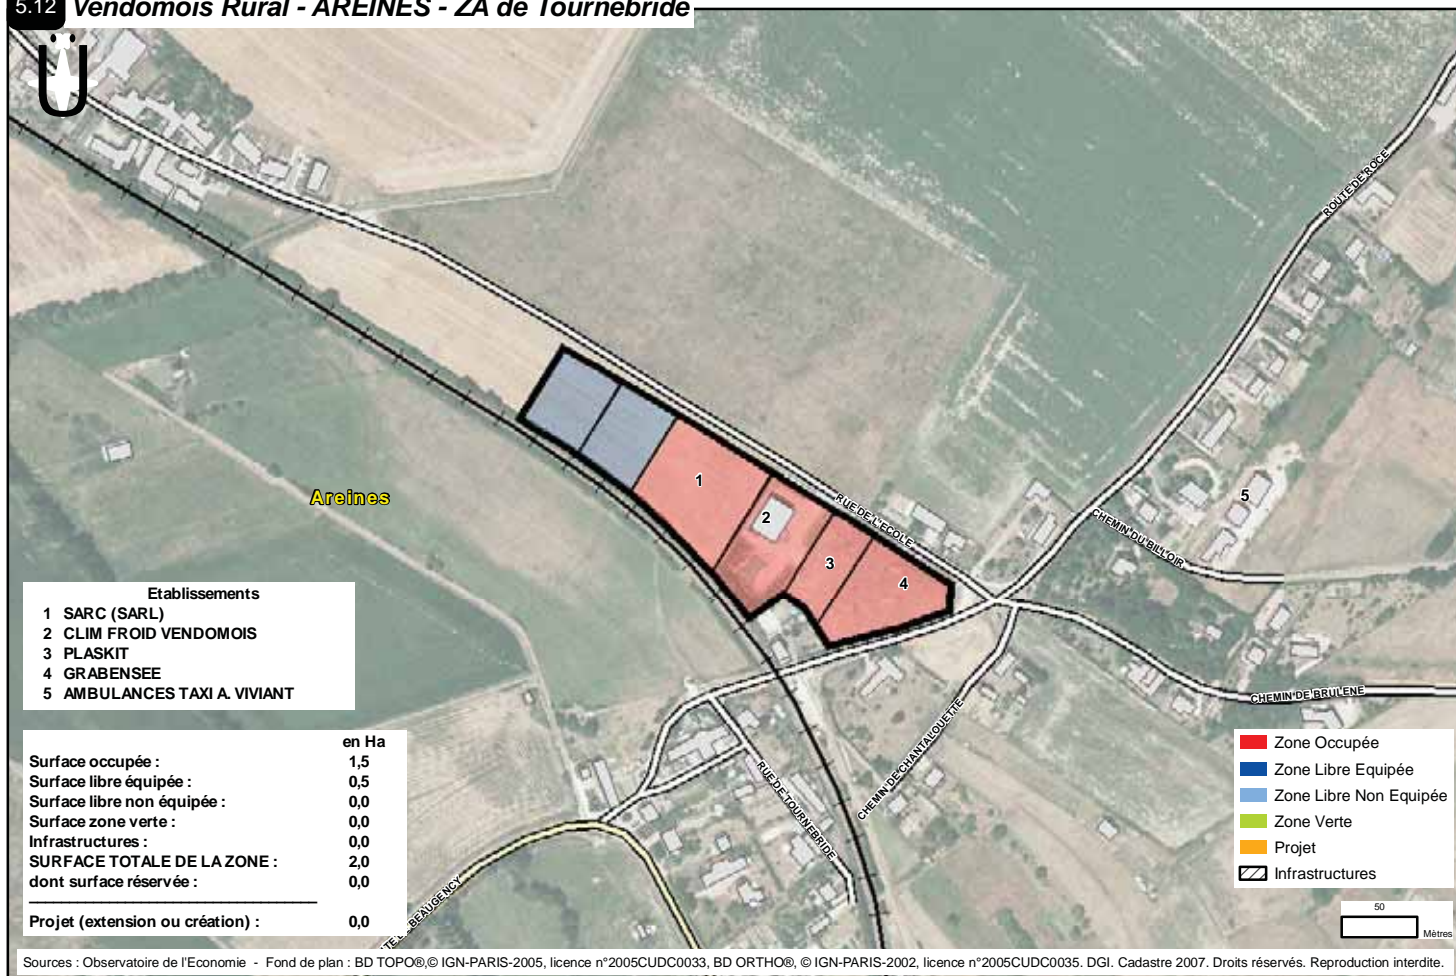 5.12 Vendomois Rural - AREINES - ZA de Tournebride
Ü
ROUTE DE ROCE
Areines
1
2
3
4
5
RUE DE L'ECOLE
CHEMIN DU BILLOIR
CHEMIN DE BRULENE
CHEMIN DE CHANTALOUETTE
RUE DE TOURNEBRIDE
TE DE BEAUGENCY
Etablissements
1 SARC (SARL)
2 CLIM FROID VENDOMOIS
3 PLASKIT
4 GRABENSEE
5 AMBULANCES TAXI A. VIVIANT
en Ha
Surface occupée : 1,5
Surface libre équipée : 0,5
Surface libre non équipée : 0,0
Surface zone verte : 0,0
Infrastructures : 0,0
SURFACE TOTALE DE LA ZONE : 2,0
dont surface réservée : 0,0
Projet (extension ou création) : 0,0
Zone Occupée
Zone Libre Equipée
Zone Libre Non Equipée
Zone Verte
Projet
Infrastructures
50
Mètres
Sources : Observatoire de l'Economie - Fond de plan : BD TOPO®,© IGN-PARIS-2005, licence n°2005CUDC0033, BD ORTHO®, © IGN-PARIS-2002, licence n°2005CUDC0035. DGI. Cadastre 2007. Droits réservés. Reproduction interdite.